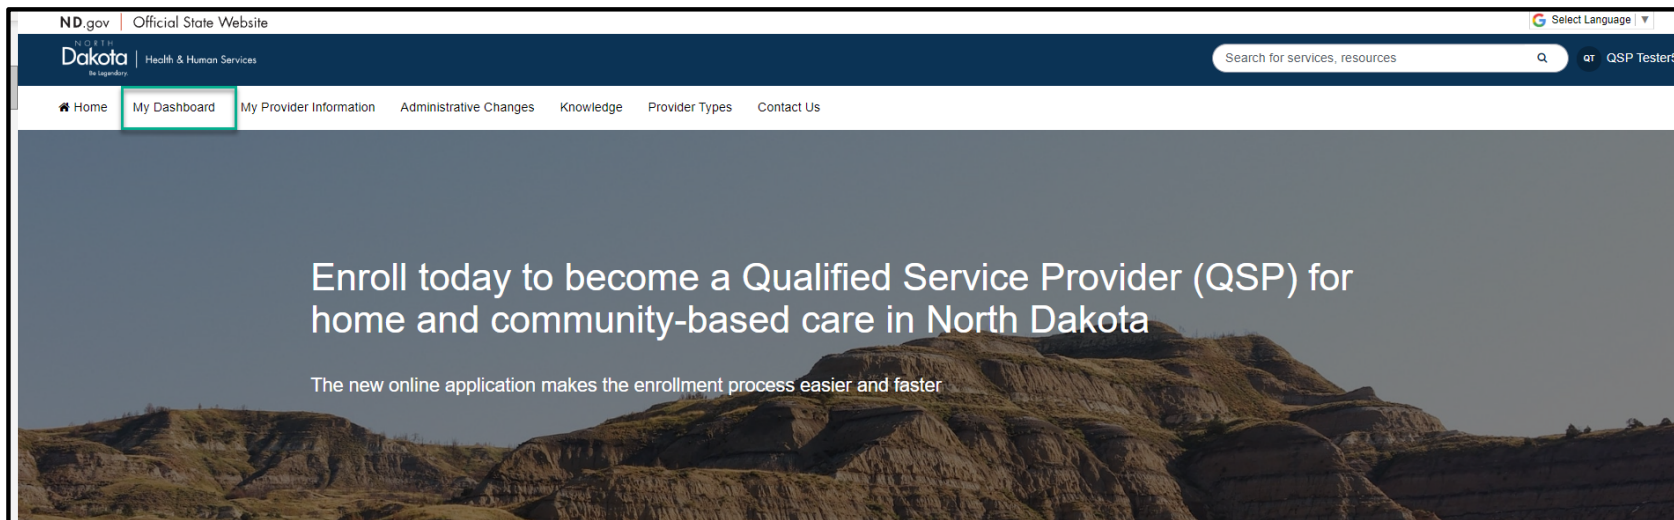 ND.gov | Official State Website
Select Language ▼
NORTH
Dakota | Health & Human Services
Be Legendary.
Search for services, resources
QT QSP Tester5
Home My Dashboard My Provider Information Administrative Changes Knowledge Provider Types Contact Us
Enroll today to become a Qualified Service Provider (QSP) for
home and community-based care in North Dakota
The new online application makes the enrollment process easier and faster